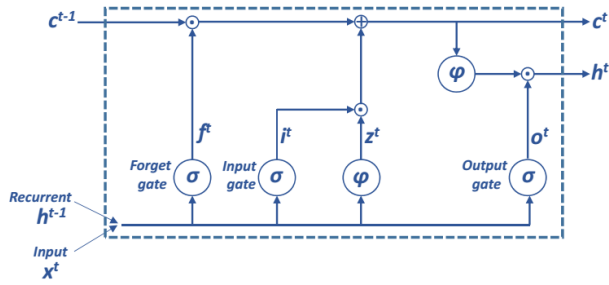 c^t-1
c^t
h^t
φ
f^t
i^t
z^t
o^t
Forget
gate
σ
Input
gate
σ
φ
Output
gate
σ
Recurrent
h^t-1
Input
x^t